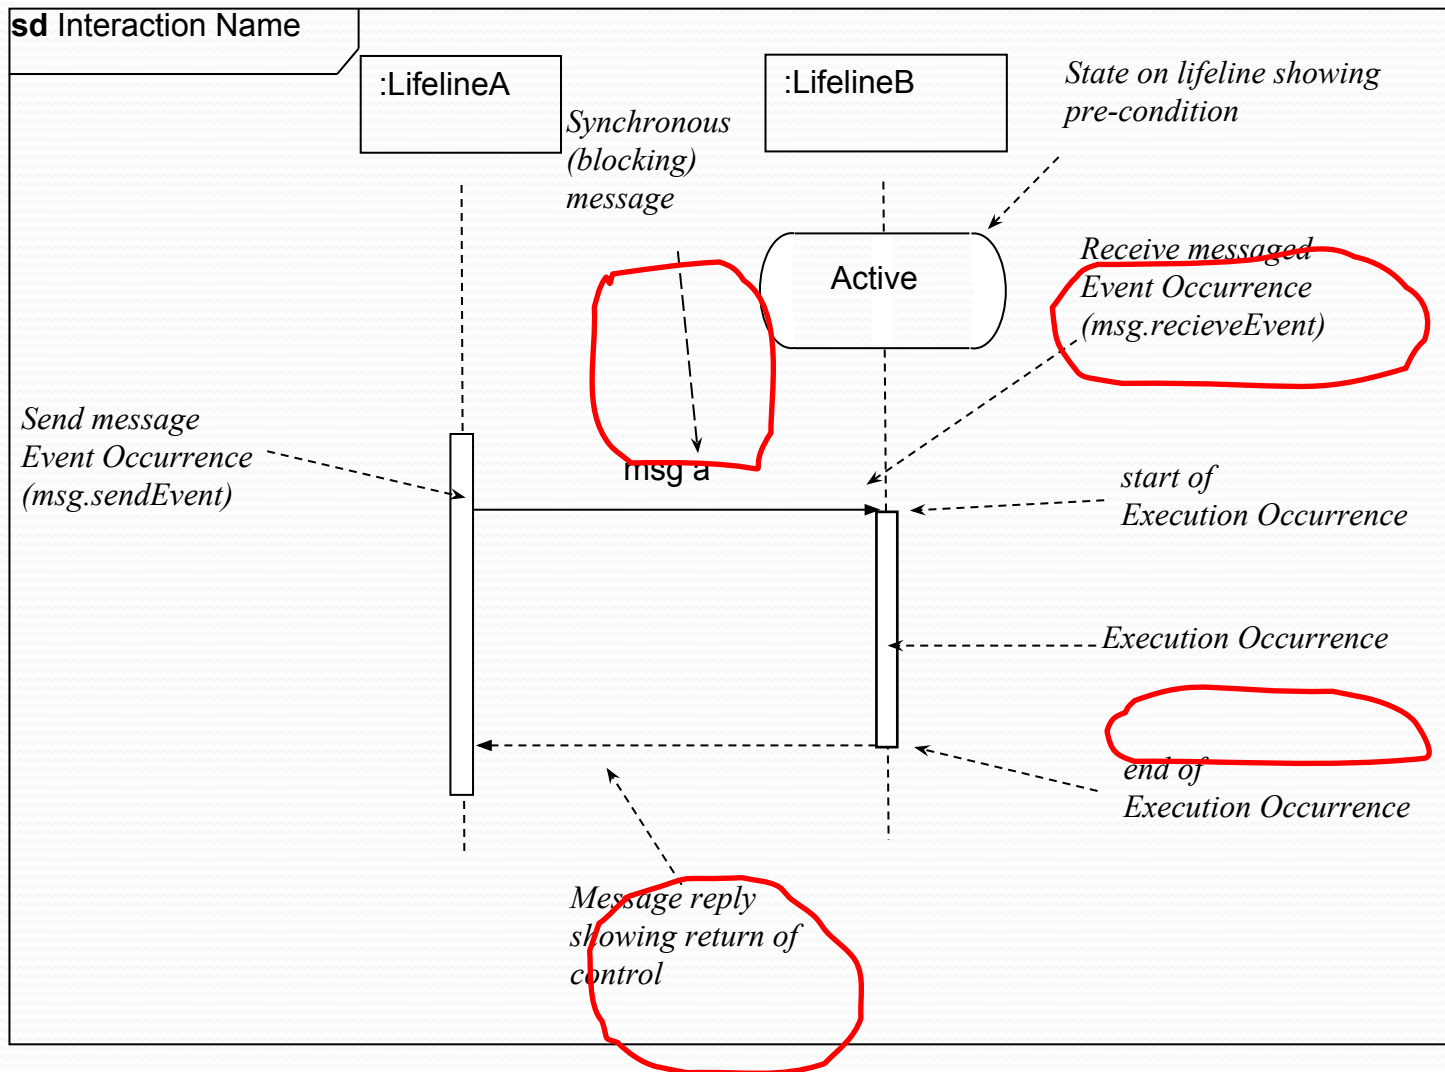 sd Interaction Name
:LifelineA
:LifelineB
State on lifeline showing
pre-condition
Synchronous
(blocking)
message
Active
Receive messaged
Event Occurrence
(msg.recieveEvent)
Send message
Event Occurrence
(msg.sendEvent)
msg a
start of
Execution Occurrence
Execution Occurrence
end of
Execution Occurrence
Message reply
showing return of
control